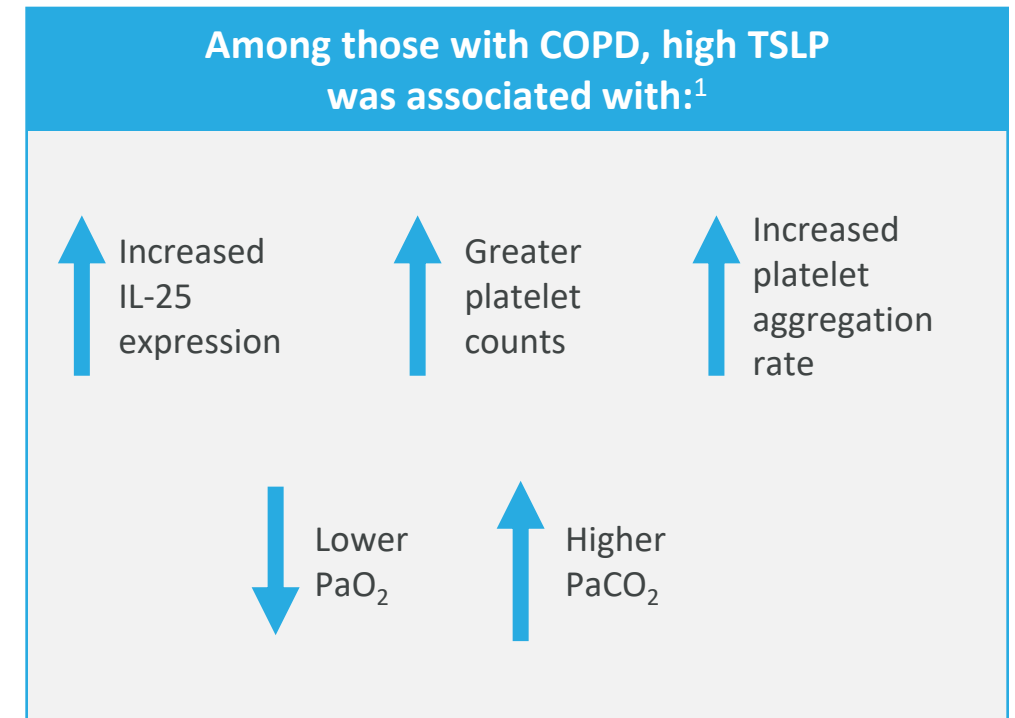 Among those with COPD, high TSLP
was associated with:¹
Increased
IL-25
expression
Greater
platelet
counts
Increased
platelet
aggregation
rate
Lower
PaO₂
Higher
PaCO₂